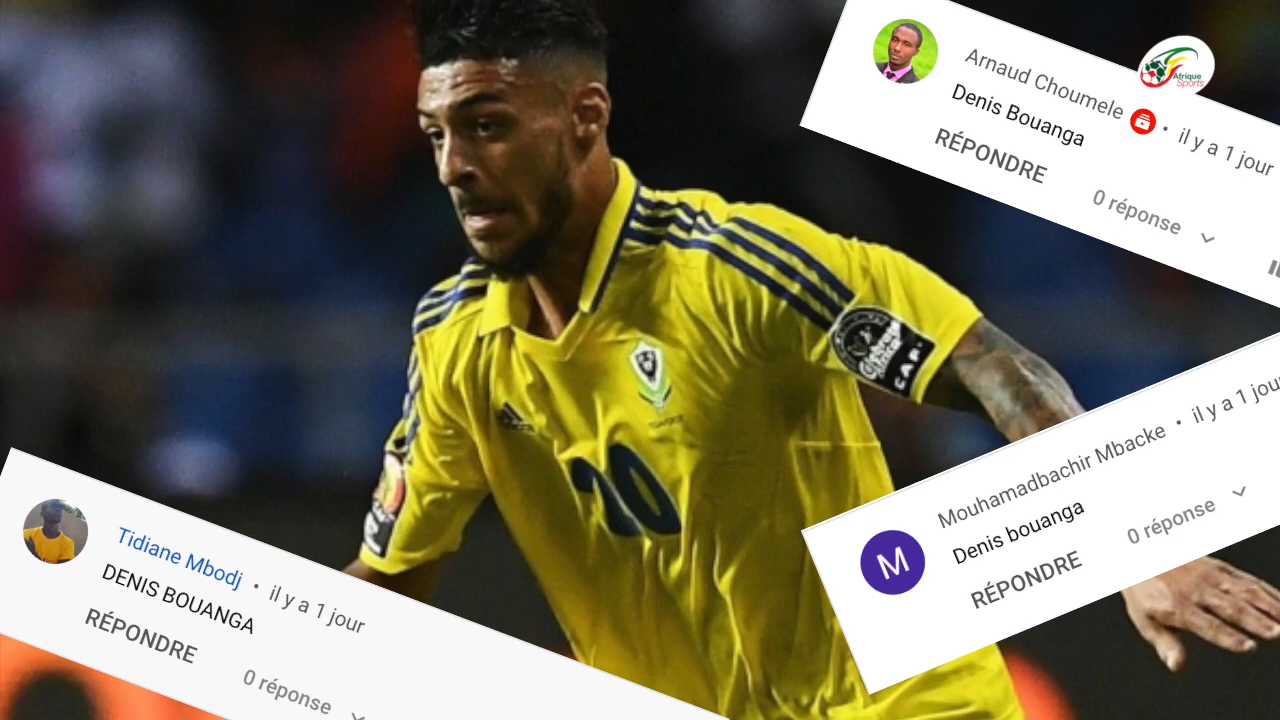 Arnaud Choumele • il y a 1 jour
Denis Bouanga
RÉPONDRE
0 réponse
Afrique
Sports
Mouhamadbachir Mbacke • il y a 1 jour
Denis bouanga
RÉPONDRE
0 réponse
M
Tidiane Mbodj • il y a 1 jour
DENIS BOUANGA
RÉPONDRE
0 réponse
20
CAF